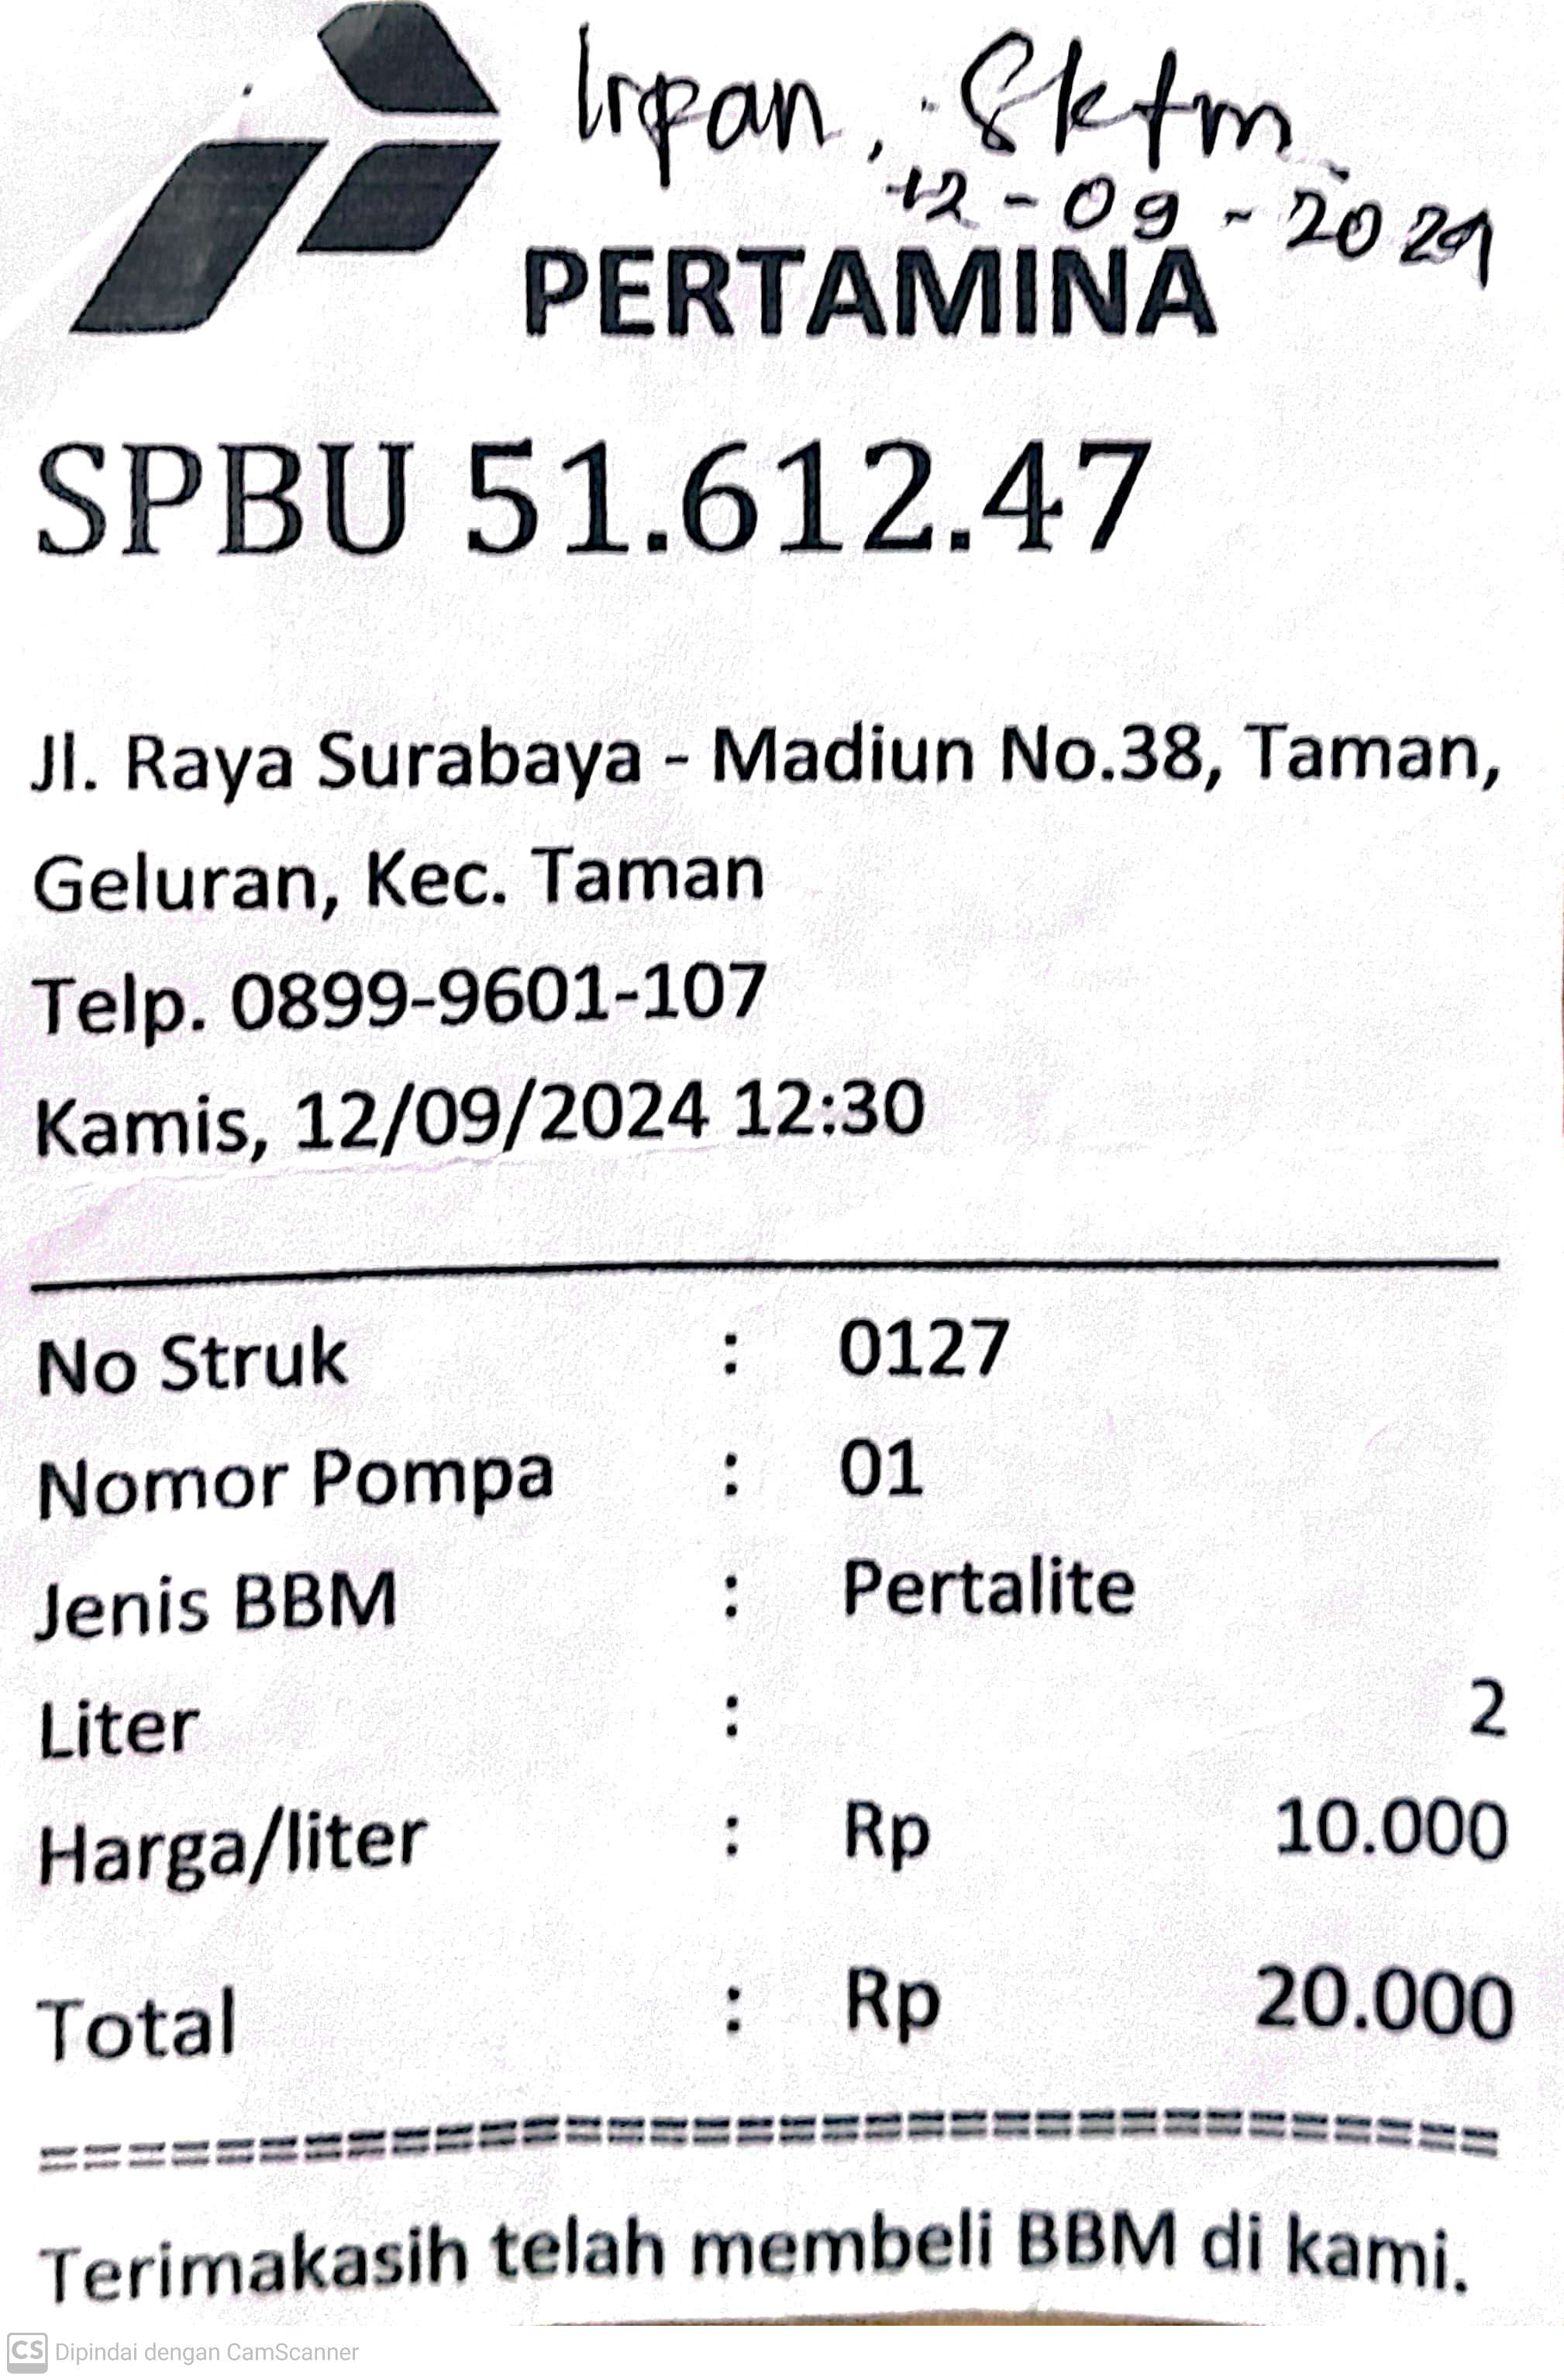 Irpan, Sktm
12-09-2024
PERTAMINA
SPBU 51.612.47
Jl. Raya Surabaya - Madiun No.38, Taman,
Geluran, Kec. Taman
Telp. 0899-9601-107
Kamis, 12/09/2024 12:30
No Struk : 0127
Nomor Pompa : 01
Jenis BBM : Pertalite
Liter : 2
Harga/liter : Rp 10.000
Total : Rp 20.000
==================================
Terimakasih telah membeli BBM di kami.
CS Dipindai dengan CamScanner